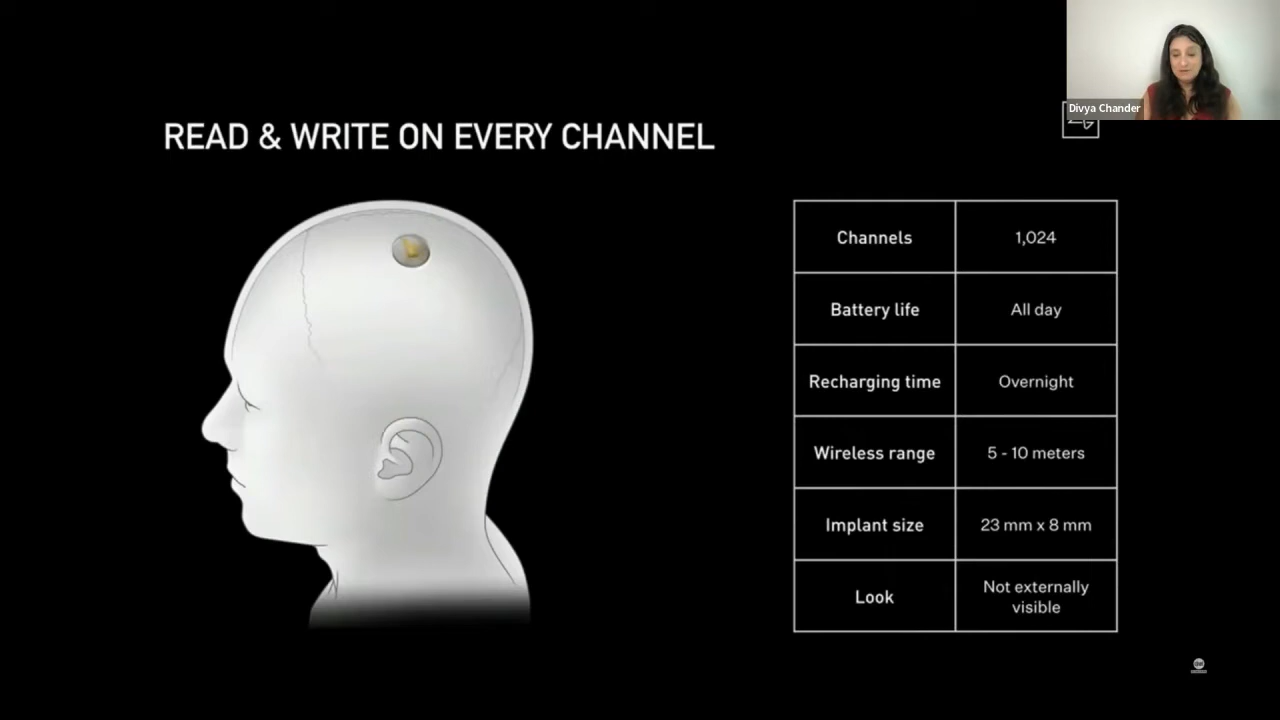 Divya Chander
READ & WRITE ON EVERY CHANNEL
Channels 1,024
Battery life All day
Recharging time Overnight
Wireless range 5 - 10 meters
Implant size 23 mm x 8 mm
Look Not externally
visible